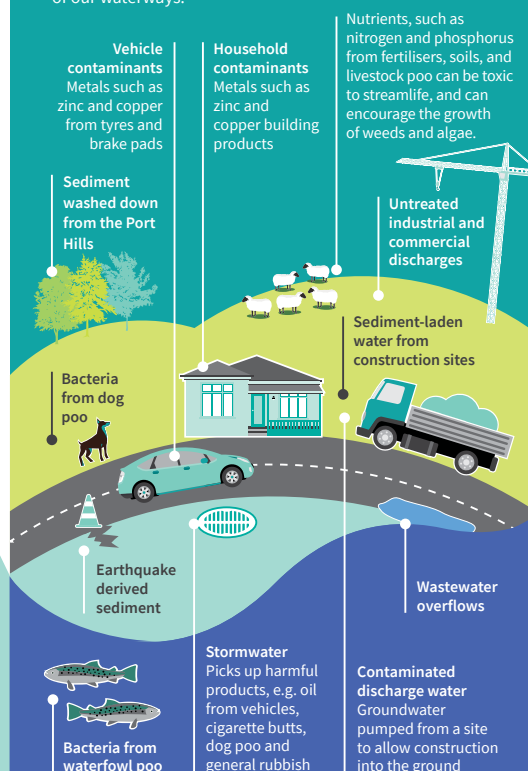 of our waterways.
Nutrients, such as
nitrogen and phosphorus
from fertilisers, soils, and
livestock poo can be toxic
to streamlife, and can
encourage the growth
of weeds and algae.
Vehicle
contaminants
Metals such as
zinc and copper
from tyres and
brake pads
Household
contaminants
Metals such as
zinc and
copper building
products
Sediment
washed down
from the Port
Hills
Untreated
industrial and
commercial
discharges
Sediment-laden
water from
construction sites
Bacteria
from dog
poo
Earthquake
derived
sediment
Wastewater
overflows
Stormwater
Picks up harmful
products, e.g. oil
from vehicles,
cigarette butts,
dog poo and
general rubbish
Contaminated
discharge water
Groundwater
pumped from a site
to allow construction
into the ground
Bacteria from
waterfowl poo